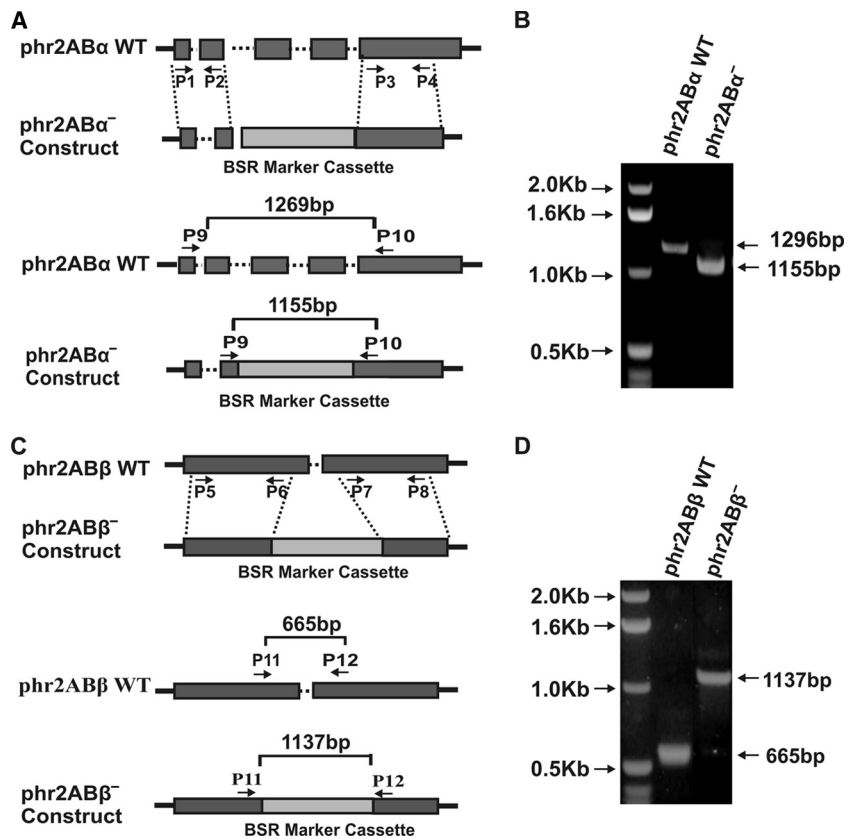 A
phr2ABα WT
P1
P2
P3
P4
phr2ABα⁻
Construct
BSR Marker Cassette
1269bp
P9
P10
phr2ABα WT
1155bp
P9
P10
phr2ABα⁻
Construct
BSR Marker Cassette
B
phr2ABα WT
phr2ABα⁻
2.0Kb
1.6Kb
1.0Kb
0.5Kb
1296bp
1155bp
C
phr2ABβ WT
P5
P6
P7
P8
phr2ABβ⁻
Construct
BSR Marker Cassette
665bp
P11
P12
phr2ABβ WT
1137bp
P11
P12
phr2ABβ⁻
Construct
BSR Marker Cassette
D
phr2ABβ WT
phr2ABβ⁻
2.0Kb
1.6Kb
1.0Kb
0.5Kb
1137bp
665bp